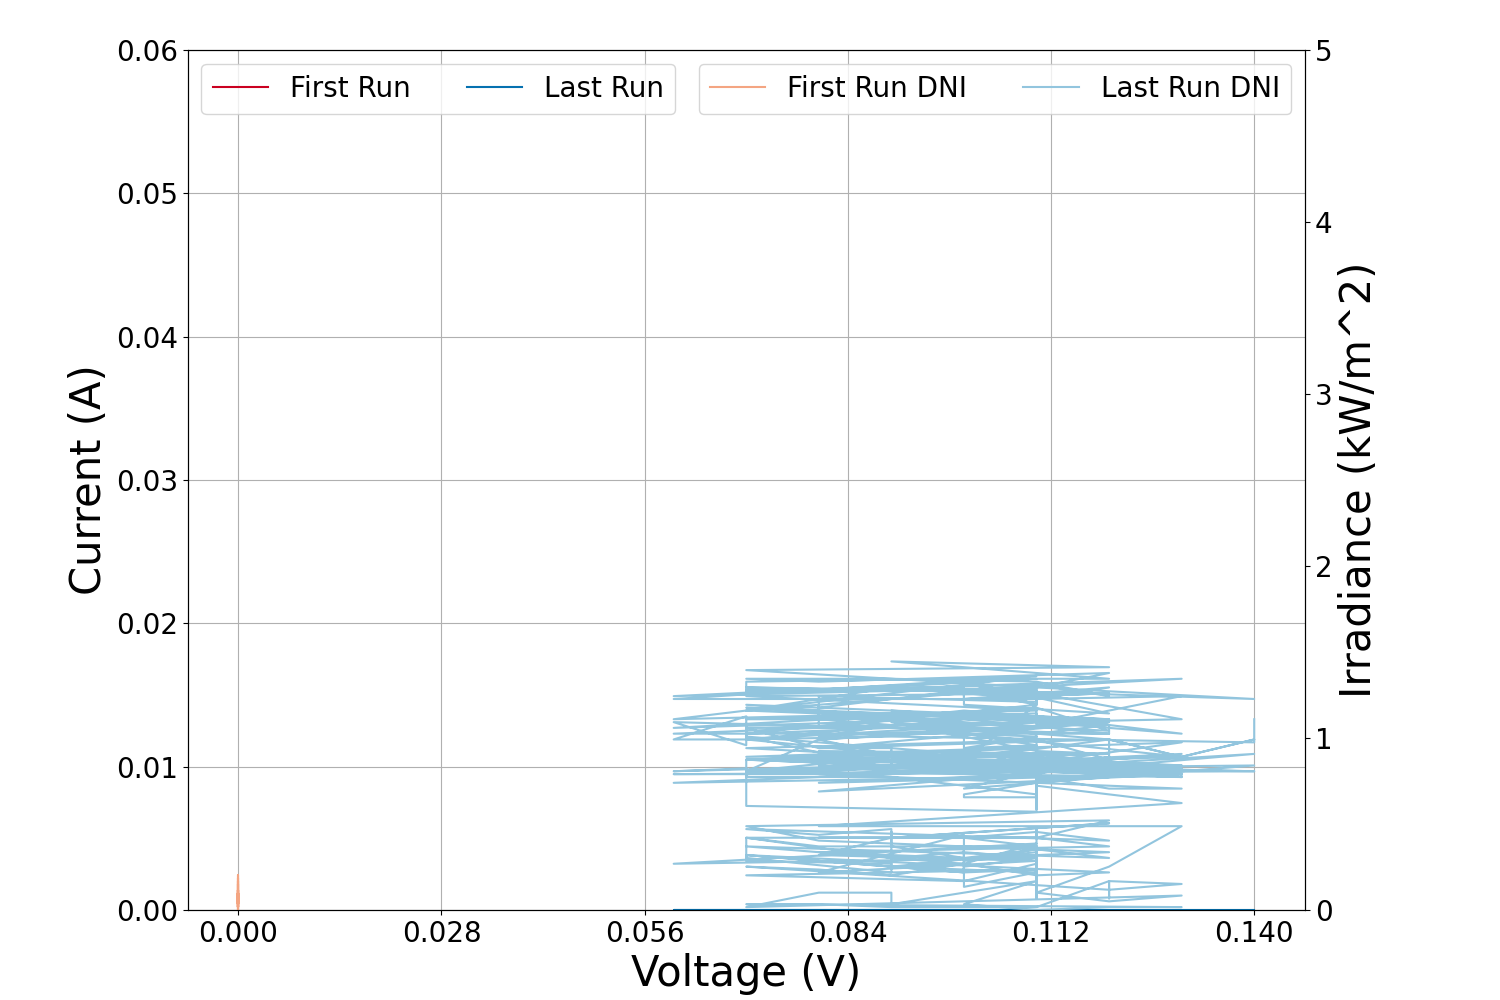 First Run
Last Run
First Run DNI
Last Run DNI
0.06
0.05
0.04
0.03
0.02
0.01
0.00
Current (A)
5
4
3
2
1
0
Irradiance (kW/m^2)
0.000
0.028
0.056
0.084
0.112
0.140
Voltage (V)